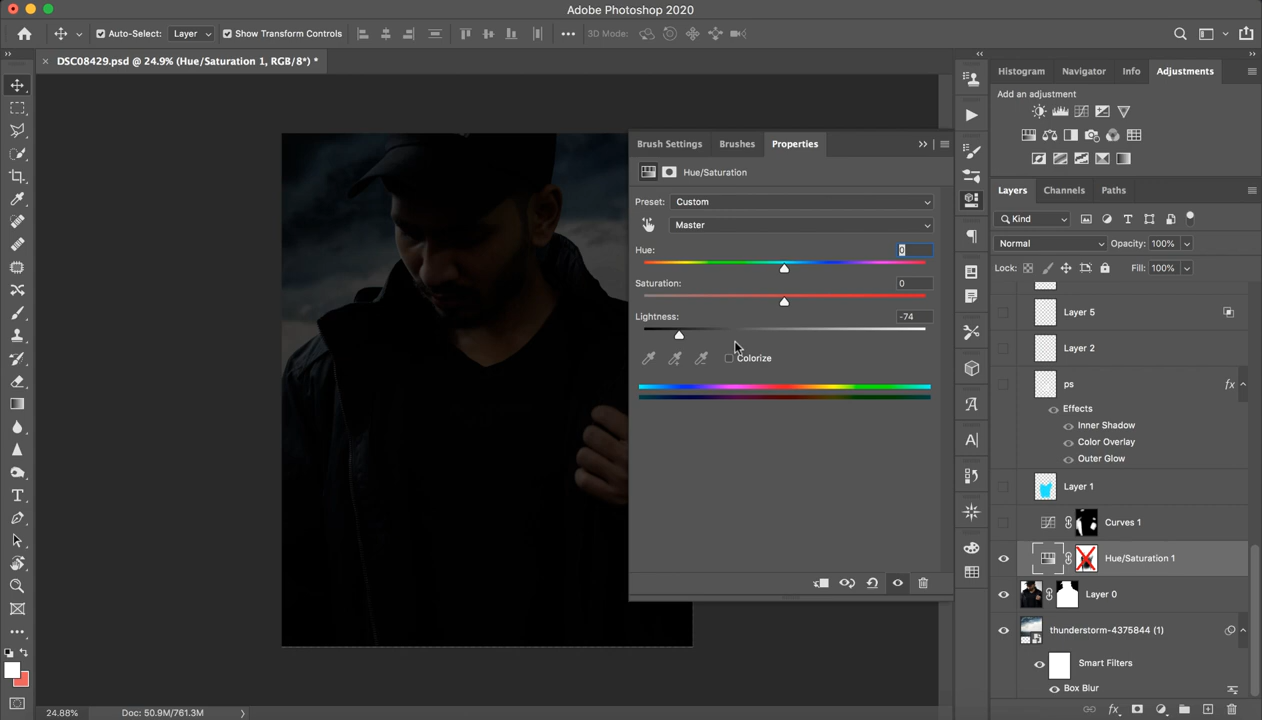 Adobe Photoshop 2020
Auto-Select: Layer Show Transform Controls 3D Mode:
DSC08429.psd @ 24.9% (Hue/Saturation 1, RGB/8*) *
Histogram Navigator Info Adjustments
Add an adjustment
Brush Settings Brushes Properties
Hue/Saturation
Preset: Custom
Master
Hue: 0
Saturation: 0
Lightness: -74
Colorize
Layers Channels Paths
Kind
Normal Opacity: 100%
Lock: Fill: 100%
Layer 5
Layer 2
ps fx
Effects
Inner Shadow
Color Overlay
Outer Glow
Layer 1
Curves 1
Hue/Saturation 1
Layer 0
thunderstorm-4375844 (1)
Smart Filters
Box Blur
fx
24.88% Doc: 50.9M/761.3M